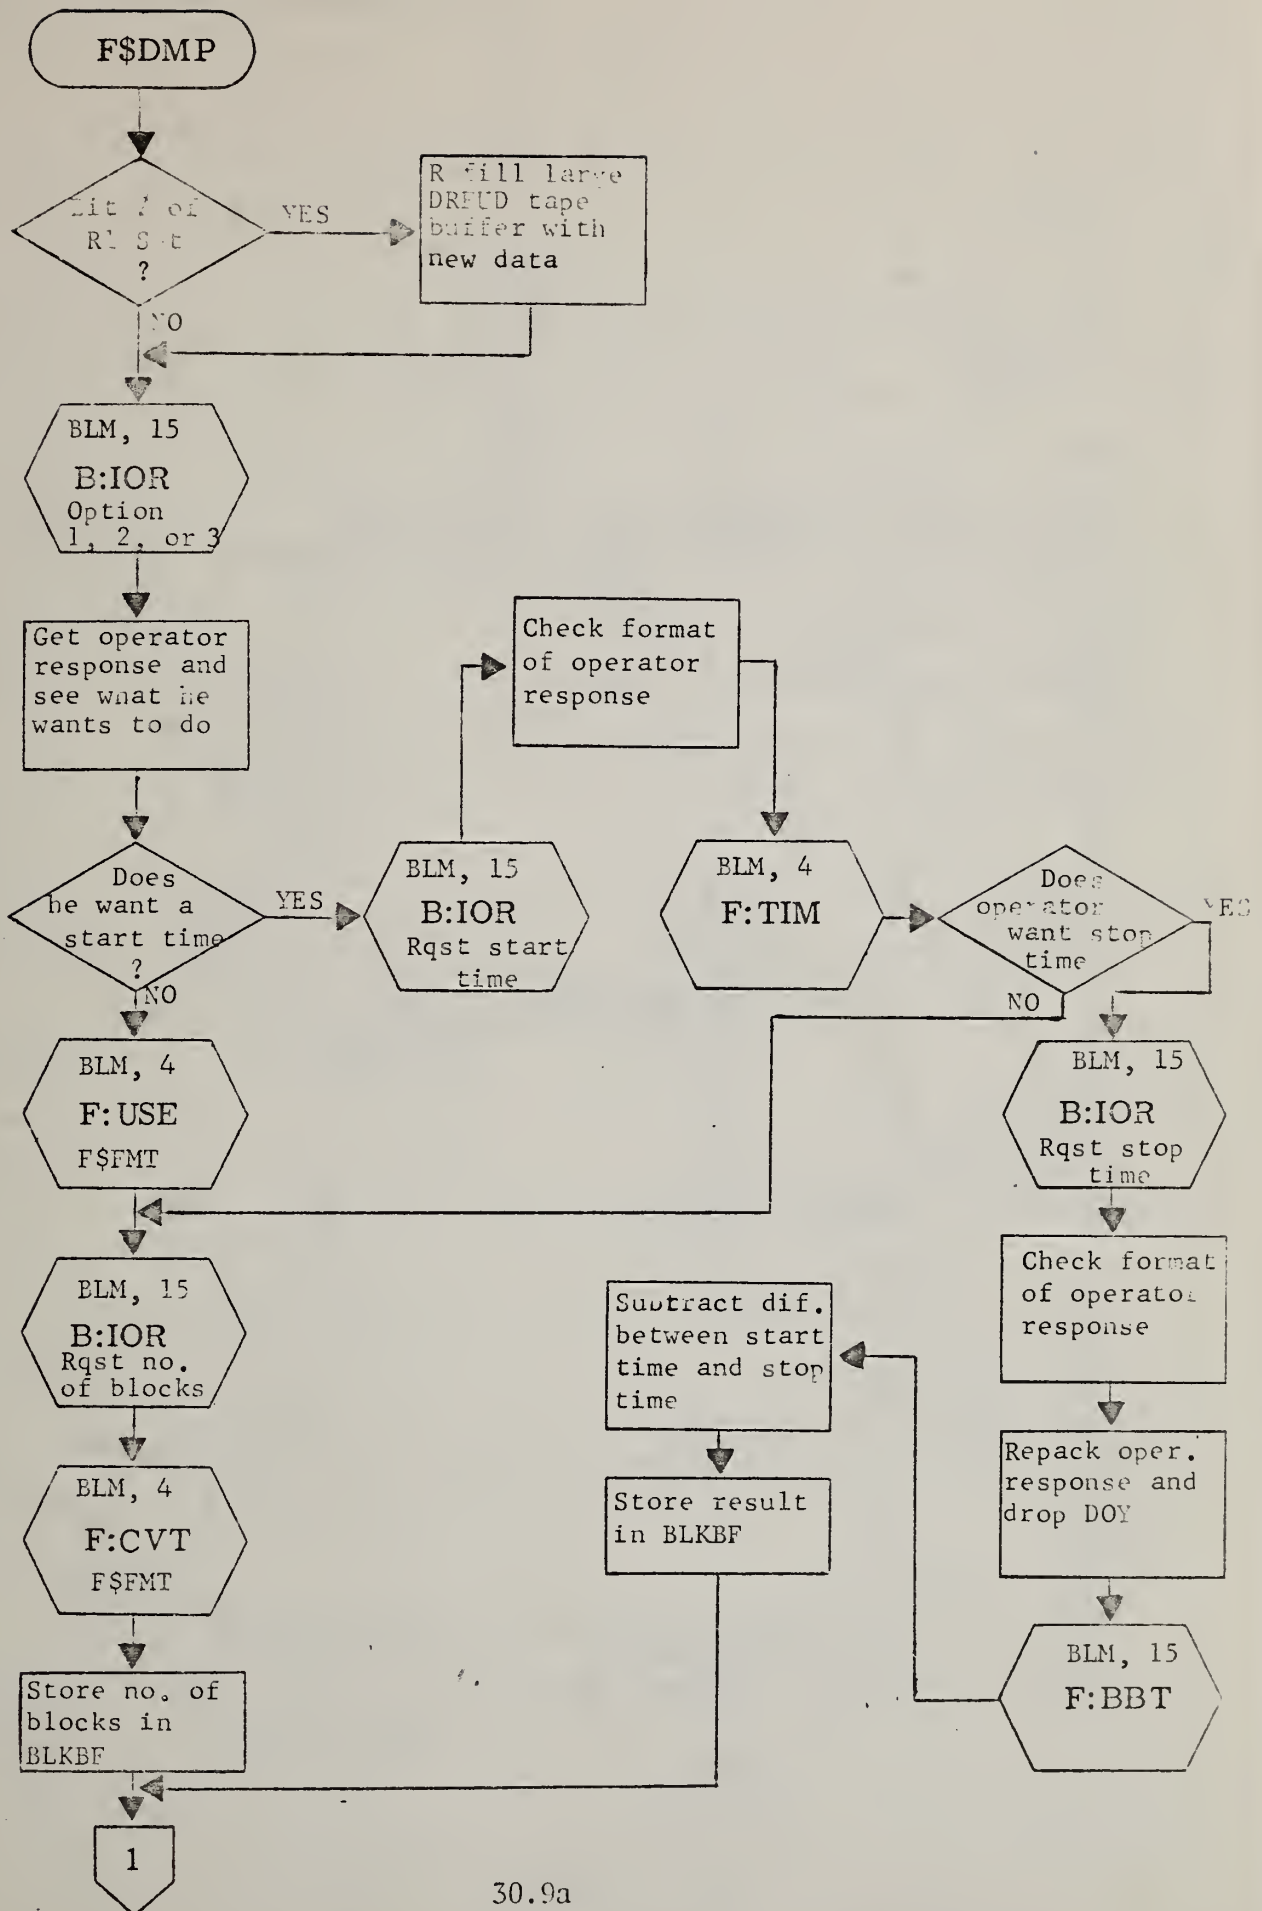 F$DMP
of
?
YES
fill large
tape
buffer with
new data
NO
BLM, 15
B:IOR
Option
1, 2, or 3
Get operator
response and
see what he
wants to do
Check format
of operator
response
Does
he want a
start time
?
YES
NO
BLM, 15
B:IOR
Rqst start
time
BLM, 4
F:TIM
Does
operator
want stop
time
YES
NO
BLM, 4
F:USE
F$FMT
BLM, 15
B:IOR
Rqst stop
time
BLM, 15
B:IOR
Rqst no.
of blocks
Subtract dif.
between start
time and stop
time
Check format
of operator
response
BLM, 4
F:CVT
F$FMT
Store result
in BLKBF
Repack oper.
response and
drop DOY
Store no. of
blocks in
BLKBF
BLM, 15
F:BBT
1
30.9a